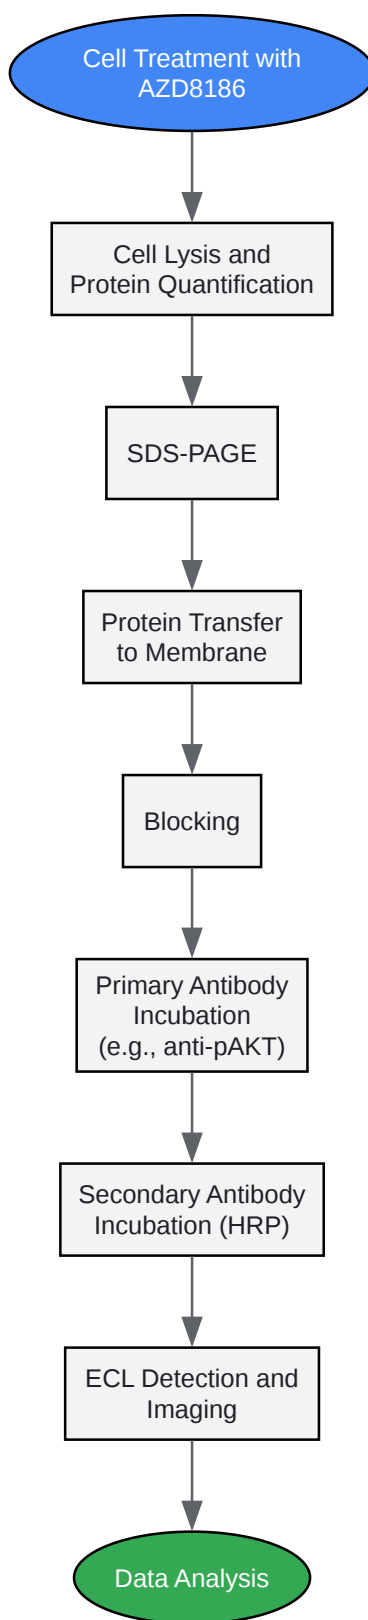 Cell Treatment with
AZD8186
Cell Lysis and
Protein Quantification
SDS-PAGE
Protein Transfer
to Membrane
Blocking
Primary Antibody
Incubation
(e.g., anti-pAKT)
Secondary Antibody
Incubation (HRP)
ECL Detection and
Imaging
Data Analysis